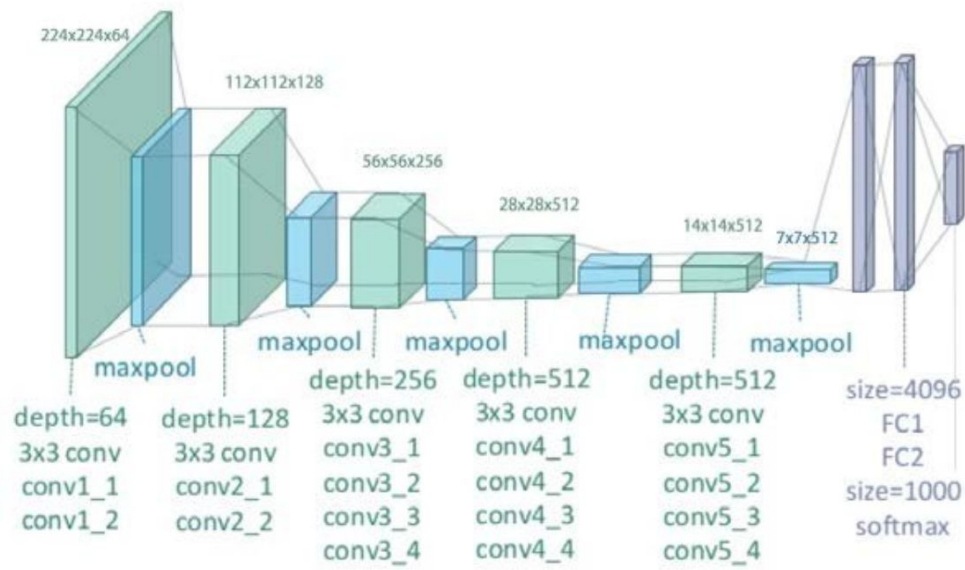 224x224x64
112x112x128
56x56x256
28x28x512
14x14x512
7x7x512
maxpool
maxpool
maxpool
maxpool
maxpool
depth=64
3x3 conv
conv1_1
conv1_2
depth=128
3x3 conv
conv2_1
conv2_2
depth=256
3x3 conv
conv3_1
conv3_2
conv3_3
conv3_4
depth=512
3x3 conv
conv4_1
conv4_2
conv4_3
conv4_4
depth=512
3x3 conv
conv5_1
conv5_2
conv5_3
conv5_4
size=4096
FC1
FC2
size=1000
softmax